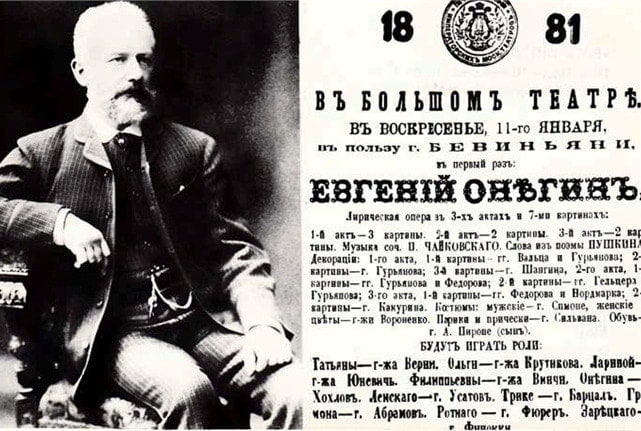 18 81
ВЪ БОЛЬШОМЪ ТЕАТРѢ,
ВЪ ВОСКРЕСЕНЬЕ, 11-го ЯНВАРЯ,
въ пользу г. БЕВИНЬЯНИ,
въ первый разъ:
ЕВГЕНІЙ ОНѢГИНЪ
Лирическая опера въ 3-хъ актахъ и 7-ми картинахъ:
1-й актъ—3 картины. 2-й актъ—2 картины. 3-й актъ—2 кар
тины. Музыка соч. П. ЧАЙКОВСКАГО. Слова изъ поэмы ПУШКИНА
Декораціи: 1-го акта, 1-й картины— гг. Вальца и Гурьянова; 2-
картины—г. Гурьянова; 3-й картины — г. Шангина, 2-го акта, 1-
картины—гг. Гурьянова и Федорова; 2-й картины — гг. Гельцера
Гурьянова; 3-го акта, 1-й картины—гг. Федорова и Нордмарка; 2-
картины—г. Какурина. Костюмы: мужскіе—г. Симоне, женскіе
цвѣты—г-жи Вороненко. Парики и прически—г. Сильвана. Обувь-
г. А. Пироне (сынъ).
БУДУТЪ ИГРАТЬ РОЛИ:
Татьяны—г-жа Верни. Ольги—г-жа Крутикова. Лариной-
г-жа Юневичъ. Филипьевны—г-жа Винчи. Онѣгина—
Хохловъ. Ленскаго—г. Усатовъ. Трике — г. Барцалъ. Гр
мона—г. Абрамовъ. Ротнаго — г. Фюреръ. Зарѣцкаго-
г.